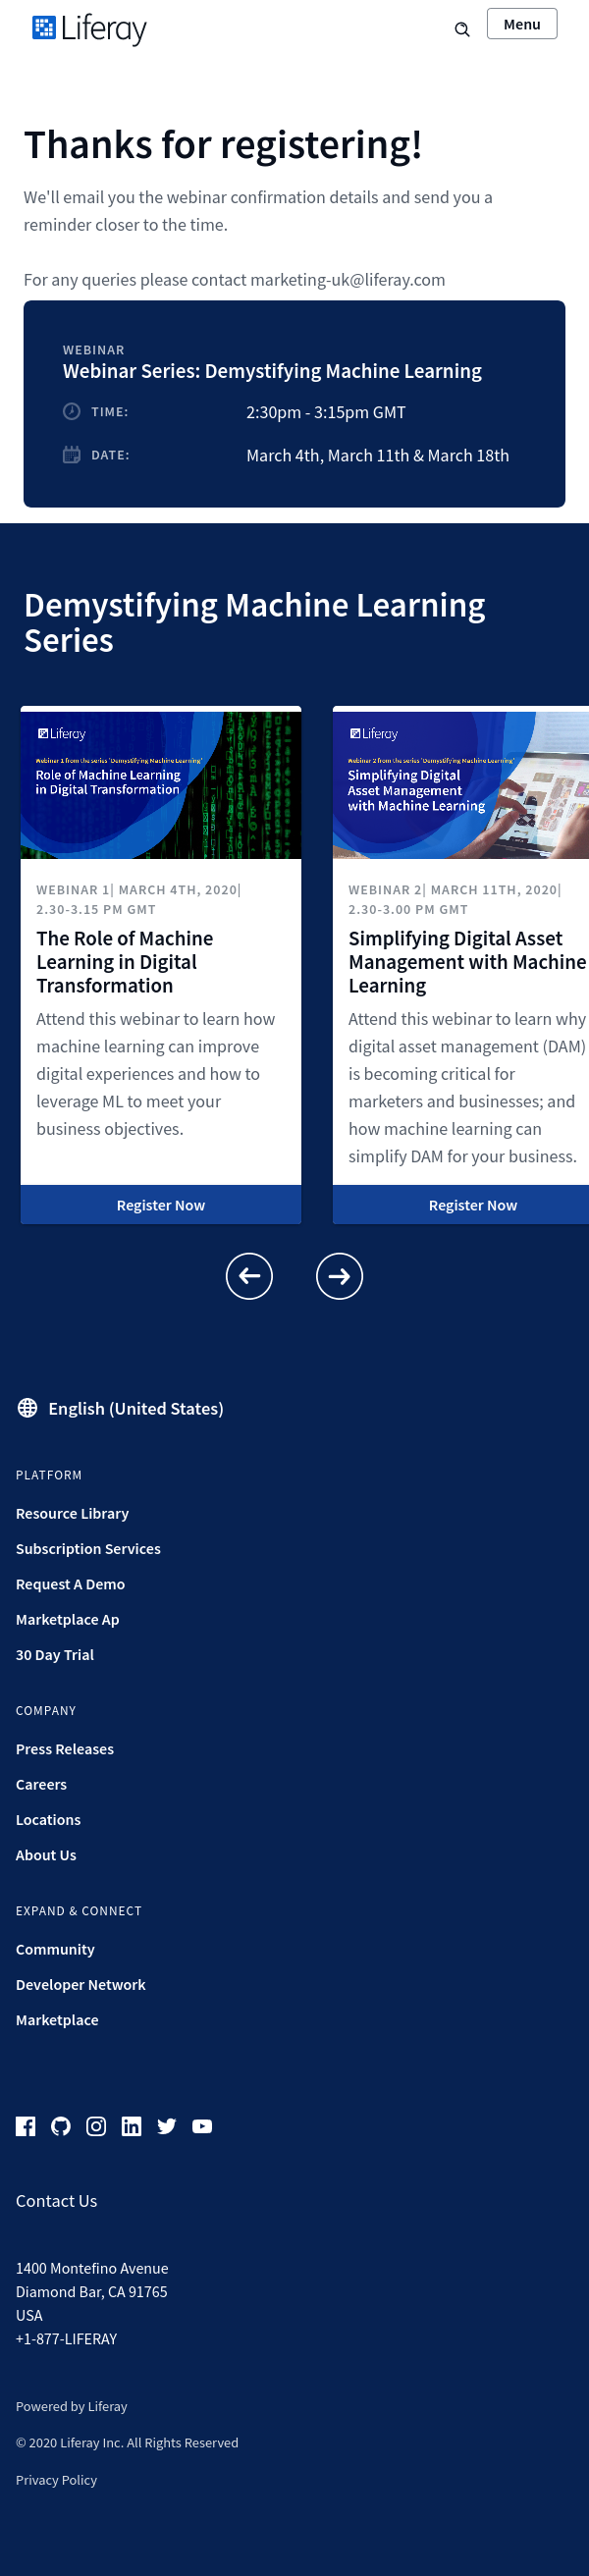 Liferay
Menu
Thanks for registering!
We'll email you the webinar confirmation details and send you a
reminder closer to the time.
For any queries please contact marketing-uk@liferay.com
WEBINAR
Webinar Series: Demystifying Machine Learning
TIME:
2:30pm - 3:15pm GMT
DATE:
March 4th, March 11th & March 18th
Demystifying Machine Learning
Series
Liferay
Webinar 1 from the series 'Demystifying Machine Learning'
Role of Machine Learning
in Digital Transformation
WEBINAR 1| MARCH 4TH, 2020|
2.30-3.15 PM GMT
The Role of Machine
Learning in Digital
Transformation
Attend this webinar to learn how
machine learning can improve
digital experiences and how to
leverage ML to meet your
business objectives.
Register Now
Liferay
Webinar 2 from the series 'Demystifying Machine Learning'
Simplifying Digital
Asset Management
with Machine Learning
WEBINAR 2| MARCH 11TH, 2020|
2.30-3.00 PM GMT
Simplifying Digital Asset
Management with Machine
Learning
Attend this webinar to learn why
digital asset management (DAM)
is becoming critical for
marketers and businesses; and
how machine learning can
simplify DAM for your business.
Register Now
English (United States)
PLATFORM
Resource Library
Subscription Services
Request A Demo
Marketplace Ap
30 Day Trial
COMPANY
Press Releases
Careers
Locations
About Us
EXPAND & CONNECT
Community
Developer Network
Marketplace
Contact Us
1400 Montefino Avenue
Diamond Bar, CA 91765
USA
+1-877-LIFERAY
Powered by Liferay
© 2020 Liferay Inc. All Rights Reserved
Privacy Policy